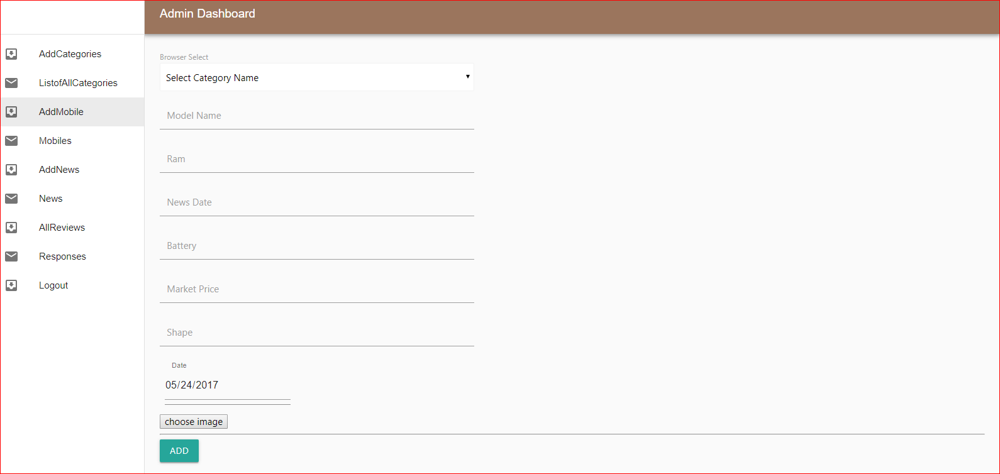 Admin Dashboard
AddCategories
ListofAllCategories
AddMobile
Mobiles
AddNews
News
AllReviews
Responses
Logout
Browser Select
Select Category Name
Model Name
Ram
News Date
Battery
Market Price
Shape
Date
05/24/2017
choose image
ADD